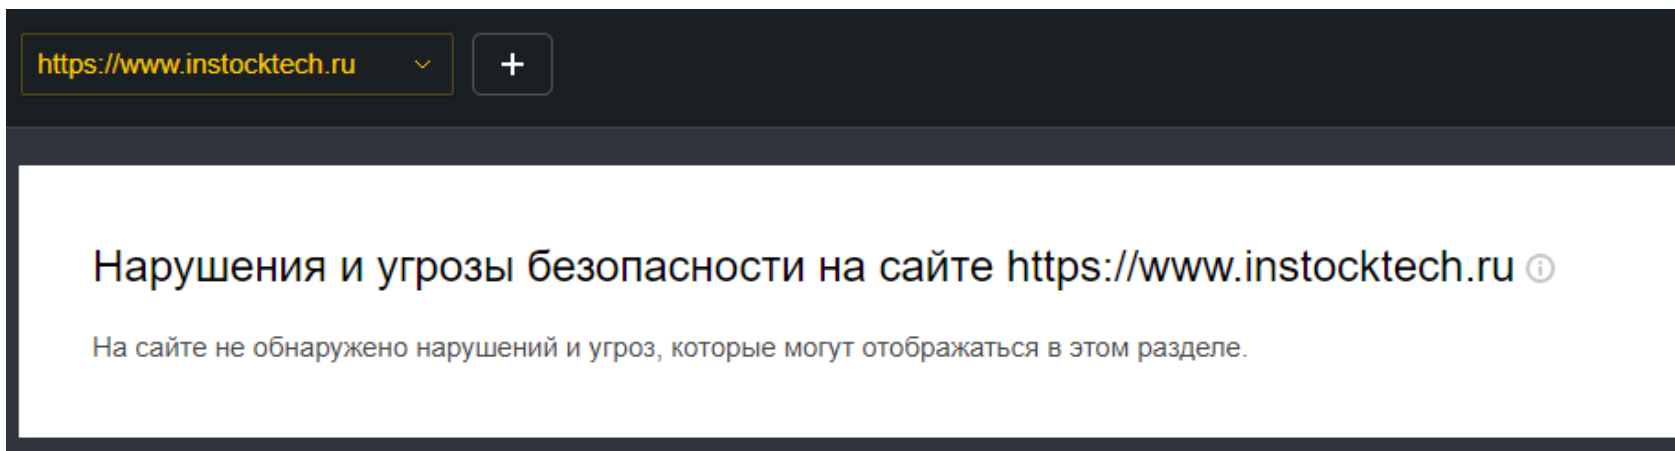 https://www.instocktech.ru
+
Нарушения и угрозы безопасности на сайте https://www.instocktech.ru
На сайте не обнаружено нарушений и угроз, которые могут отображаться в этом разделе.